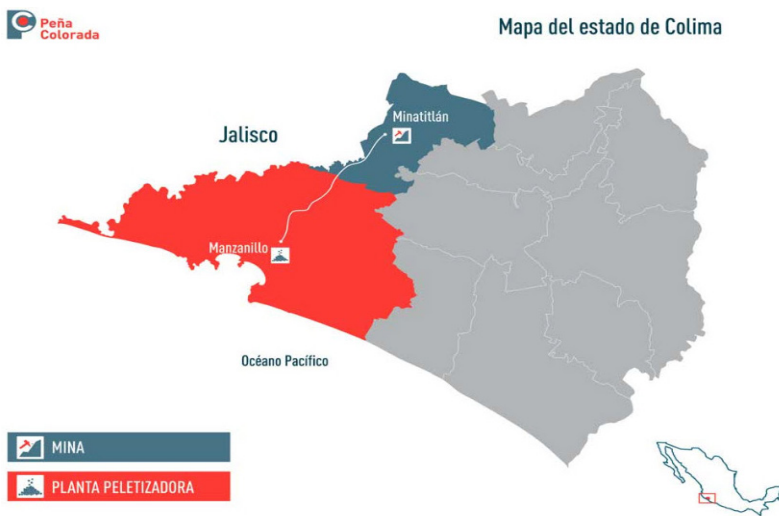 Peña
Colorada
Mapa del estado de Colima
Minatitlán
Jalisco
Manzanillo
Océano Pacífico
MINA
PLANTA PELETIZADORA